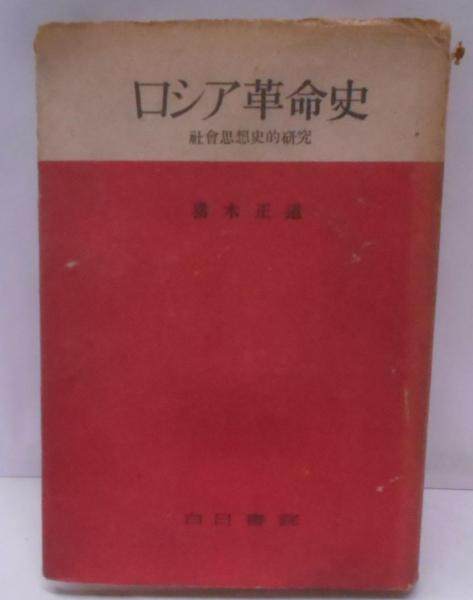 ロシア革命史
社會思想史的研究
猪木正道
白日書院